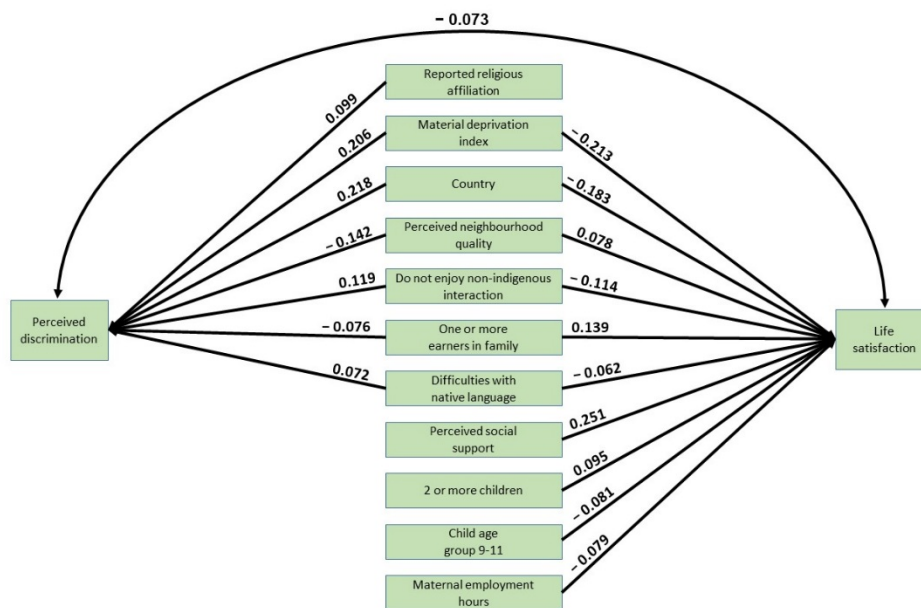 − 0.073
Reported religious
affiliation
0.099
Material deprivation
index
0.206
− 0.213
Country
0.218
− 0.183
Perceived neighbourhood
quality
− 0.142
0.078
Do not enjoy non-indigenous
interaction
0.119
− 0.114
Perceived
discrimination
One or more
earners in family
− 0.076
0.139
Life
satisfaction
Difficulties with
native language
0.072
− 0.062
Perceived social
support
0.251
2 or more children
0.095
Child age
group 9-11
− 0.081
Maternal employment
hours
− 0.079